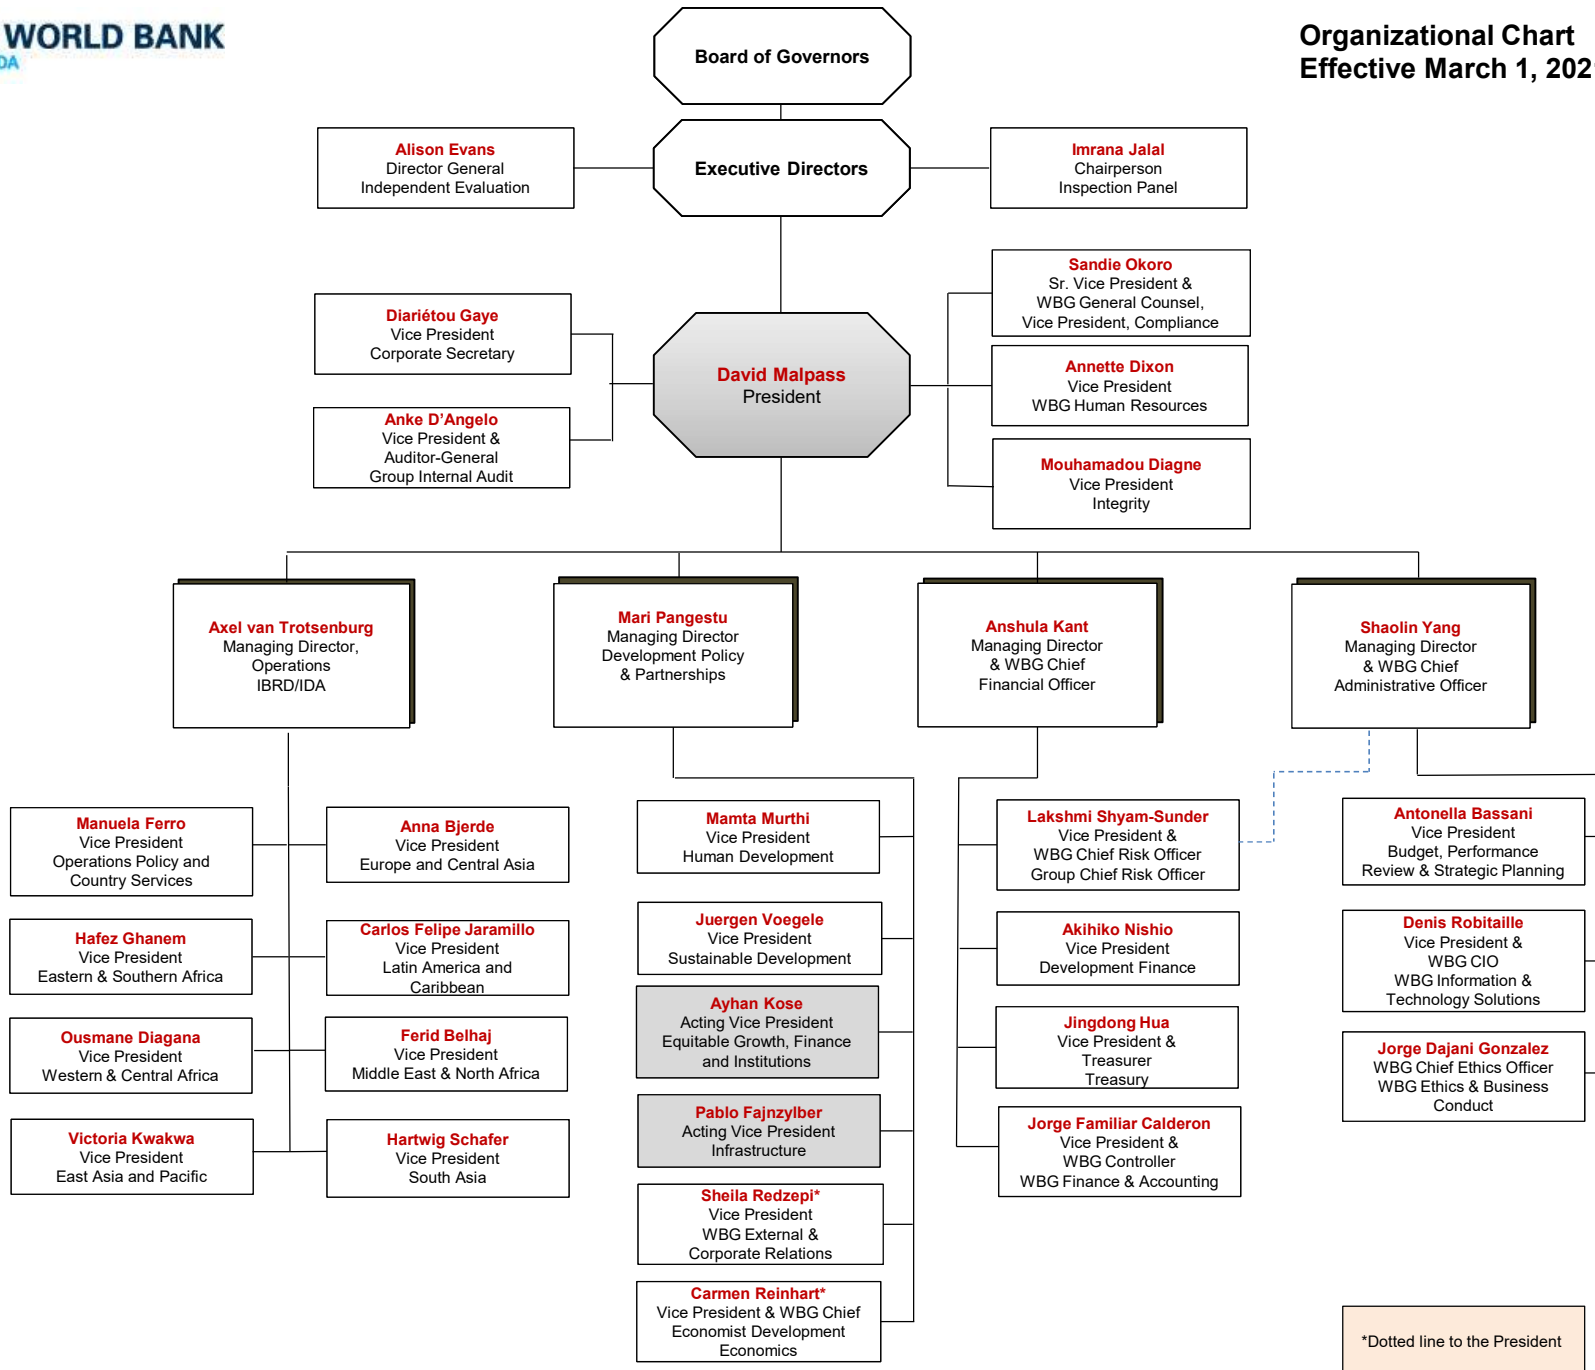 WORLD BANK
DA
Organizational Chart
Effective March 1, 202
Board of Governors
Executive Directors
Alison Evans
Director General
Independent Evaluation
Imrana Jalal
Chairperson
Inspection Panel
Diariétou Gaye
Vice President
Corporate Secretary
Anke D’Angelo
Vice President &
Auditor-General
Group Internal Audit
David Malpass
President
Sandie Okoro
Sr. Vice President &
WBG General Counsel,
Vice President, Compliance
Annette Dixon
Vice President
WBG Human Resources
Mouhamadou Diagne
Vice President
Integrity
Axel van Trotsenburg
Managing Director,
Operations
IBRD/IDA
Mari Pangestu
Managing Director
Development Policy
& Partnerships
Anshula Kant
Managing Director
& WBG Chief
Financial Officer
Shaolin Yang
Managing Director
& WBG Chief
Administrative Officer
Manuela Ferro
Vice President
Operations Policy and
Country Services
Hafez Ghanem
Vice President
Eastern & Southern Africa
Ousmane Diagana
Vice President
Western & Central Africa
Victoria Kwakwa
Vice President
East Asia and Pacific
Anna Bjerde
Vice President
Europe and Central Asia
Carlos Felipe Jaramillo
Vice President
Latin America and
Caribbean
Ferid Belhaj
Vice President
Middle East & North Africa
Hartwig Schafer
Vice President
South Asia
Mamta Murthi
Vice President
Human Development
Juergen Voegele
Vice President
Sustainable Development
Ayhan Kose
Acting Vice President
Equitable Growth, Finance
and Institutions
Pablo Fajnzylber
Acting Vice President
Infrastructure
Sheila Redzepi*
Vice President
WBG External &
Corporate Relations
Carmen Reinhart*
Vice President & WBG Chief
Economist Development
Economics
Lakshmi Shyam-Sunder
Vice President &
WBG Chief Risk Officer
Group Chief Risk Officer
Akihiko Nishio
Vice President
Development Finance
Jingdong Hua
Vice President &
Treasurer
Treasury
Jorge Familiar Calderon
Vice President &
WBG Controller
WBG Finance & Accounting
Antonella Bassani
Vice President
Budget, Performance
Review & Strategic Planning
Denis Robitaille
Vice President &
WBG CIO
WBG Information &
Technology Solutions
Jorge Dajani Gonzalez
WBG Chief Ethics Officer
WBG Ethics & Business
Conduct
*Dotted line to the President